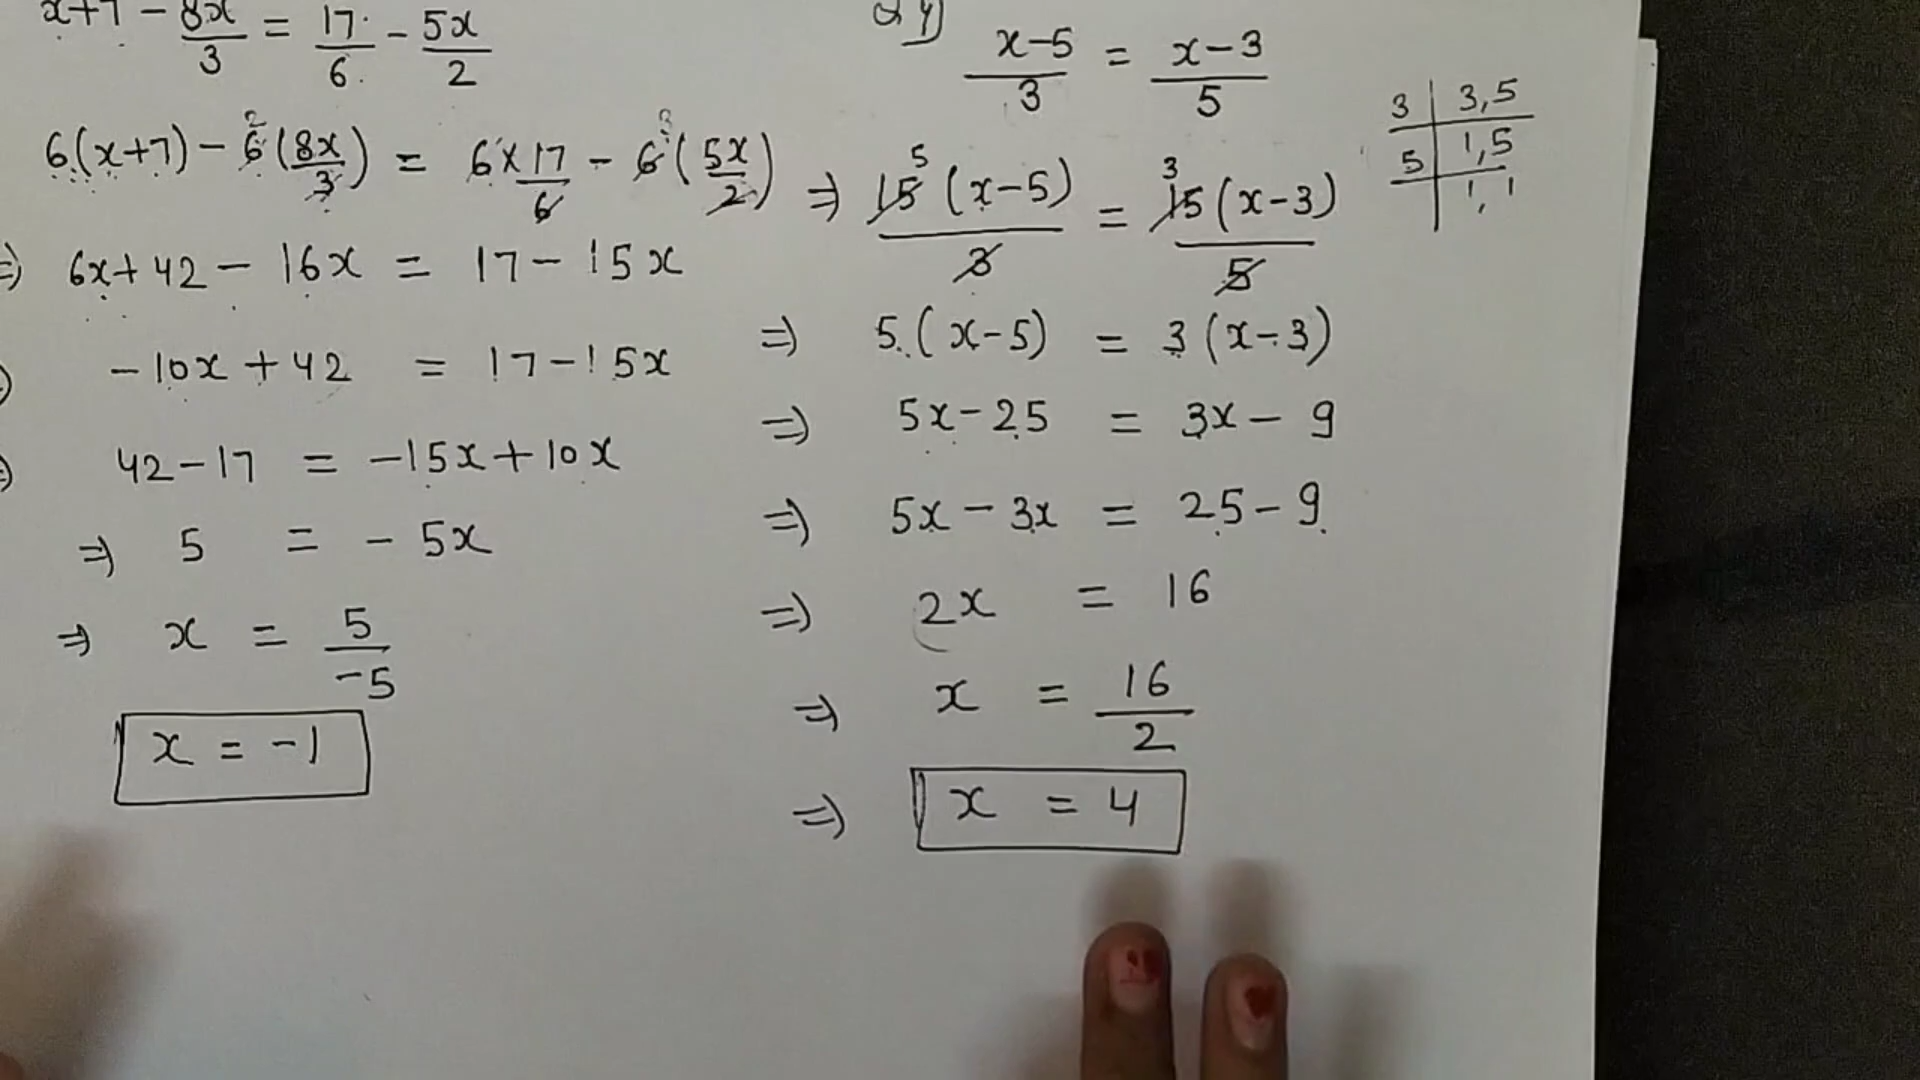 x+7 - 8x/3 = 17/6 - 5x/2
6(x+7) - 6(8x/3) = 6×17/6 - 6(5x/2)
2
⇒ 6x+42 - 16x = 17 - 15x
-10x + 42 = 17 - 15x
42 - 17 = -15x + 10x
⇒ 5 = - 5x
⇒ x = 5/-5
x = -1
(x-5)/3 = (x-3)/5
3 | 3,5
5 | 1,5
1,1
⇒ 15(x-5)/3 = 15(x-3)/5
5 3
⇒ 5.(x-5) = 3(x-3)
⇒ 5x - 25 = 3x - 9
⇒ 5x - 3x = 25 - 9
⇒ 2x = 16
⇒ x = 16/2
⇒ x = 4